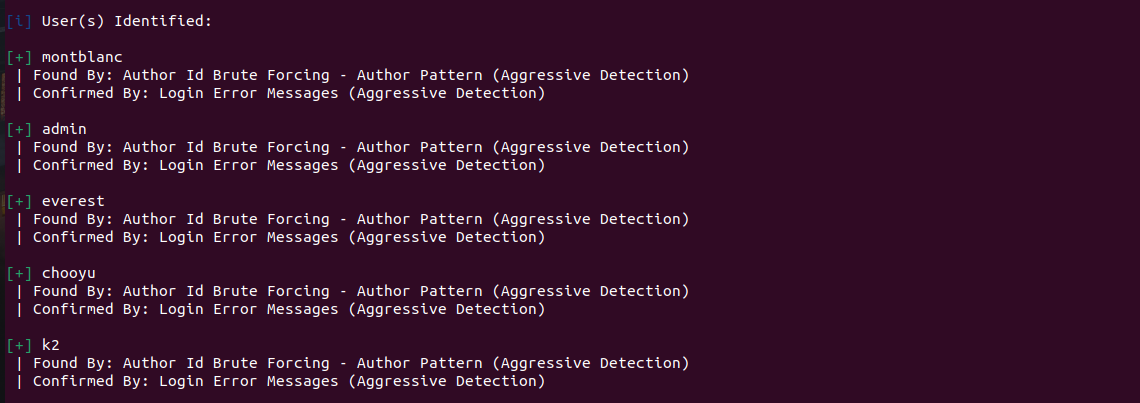 [i] User(s) Identified:
[+] montblanc
| Found By: Author Id Brute Forcing - Author Pattern (Aggressive Detection)
| Confirmed By: Login Error Messages (Aggressive Detection)
[+] admin
| Found By: Author Id Brute Forcing - Author Pattern (Aggressive Detection)
| Confirmed By: Login Error Messages (Aggressive Detection)
[+] everest
| Found By: Author Id Brute Forcing - Author Pattern (Aggressive Detection)
| Confirmed By: Login Error Messages (Aggressive Detection)
[+] chooyu
| Found By: Author Id Brute Forcing - Author Pattern (Aggressive Detection)
| Confirmed By: Login Error Messages (Aggressive Detection)
[+] k2
| Found By: Author Id Brute Forcing - Author Pattern (Aggressive Detection)
| Confirmed By: Login Error Messages (Aggressive Detection)